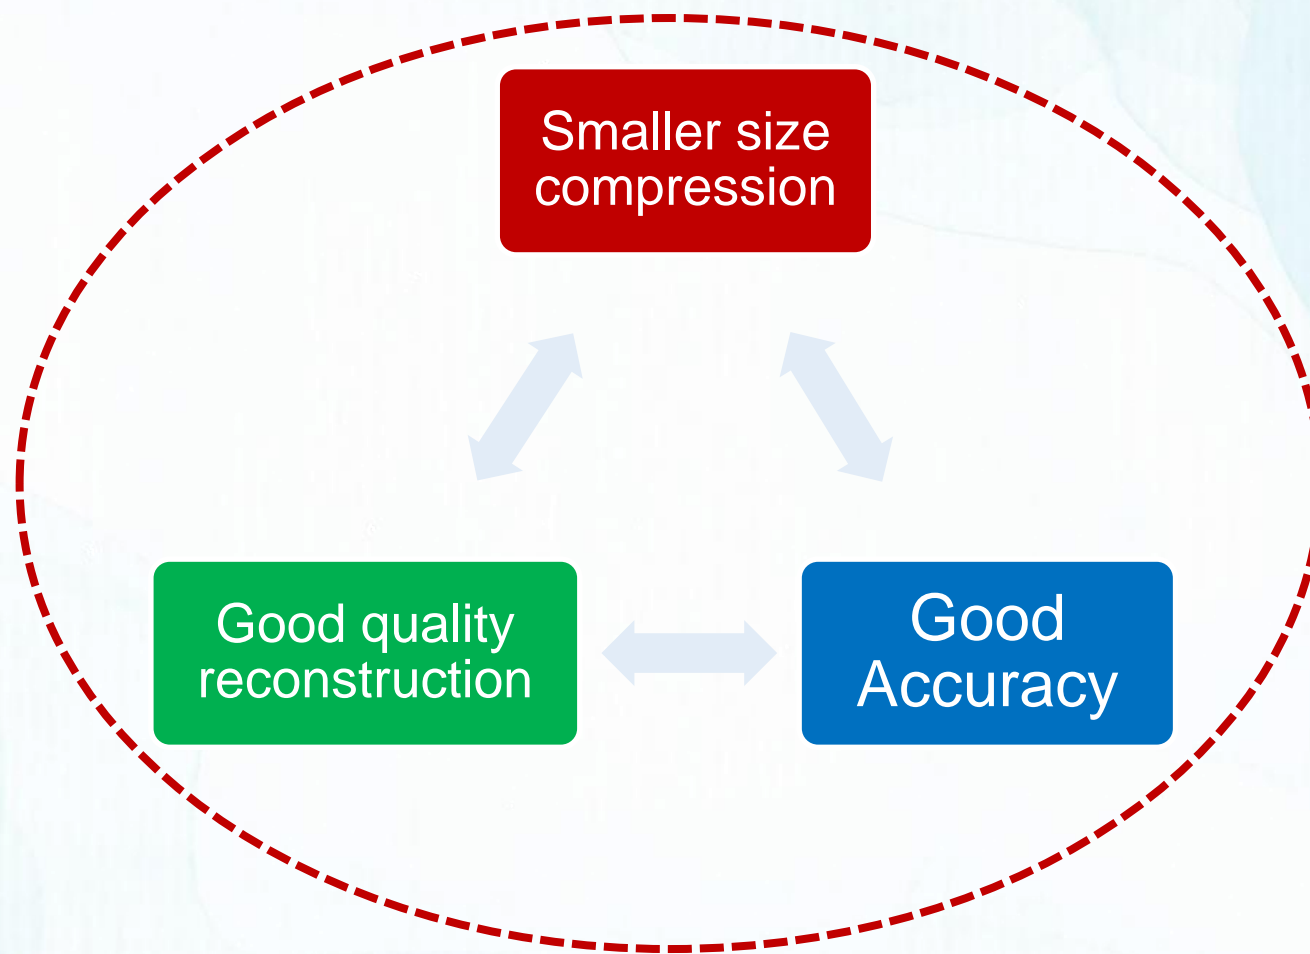 Smaller size
compression
Good quality
reconstruction
Good
Accuracy